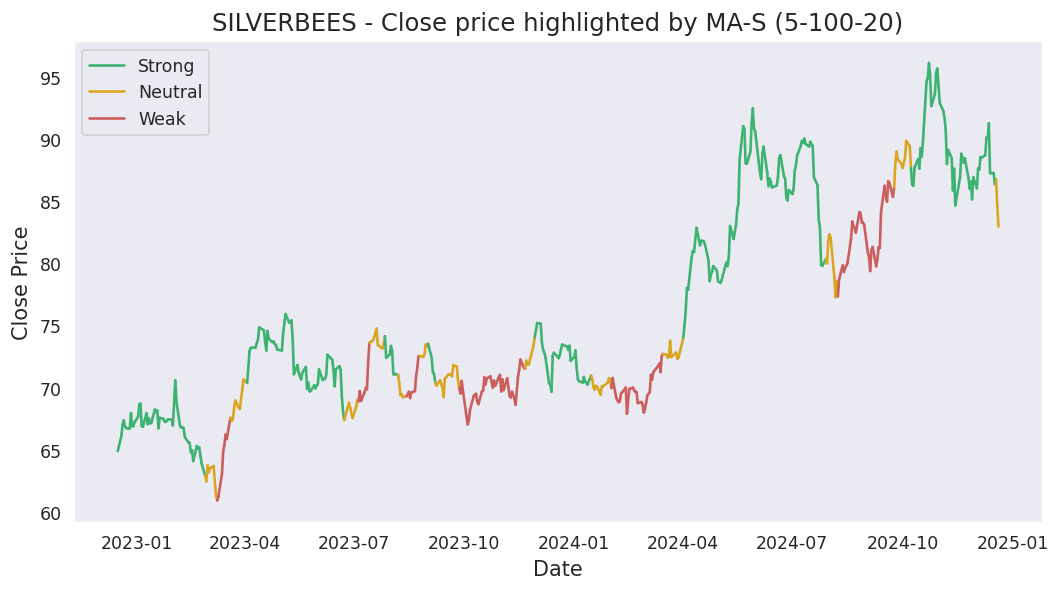 SILVERBEES - Close price highlighted by MA-S (5-100-20)
Strong
Neutral
Weak
Close Price
95
90
85
80
75
70
65
60
2023-01 2023-04 2023-07 2023-10 2024-01 2024-04 2024-07 2024-10 2025-01
Date